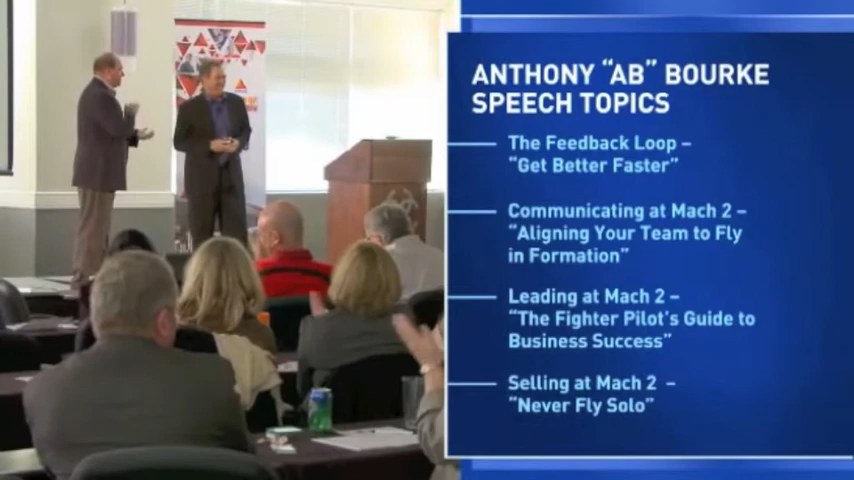 ANTHONY “AB” BOURKE
SPEECH TOPICS
The Feedback Loop –
“Get Better Faster”
Communicating at Mach 2 –
“Aligning Your Team to Fly
in Formation”
Leading at Mach 2 –
“The Fighter Pilot’s Guide to
Business Success”
Selling at Mach 2 –
“Never Fly Solo”